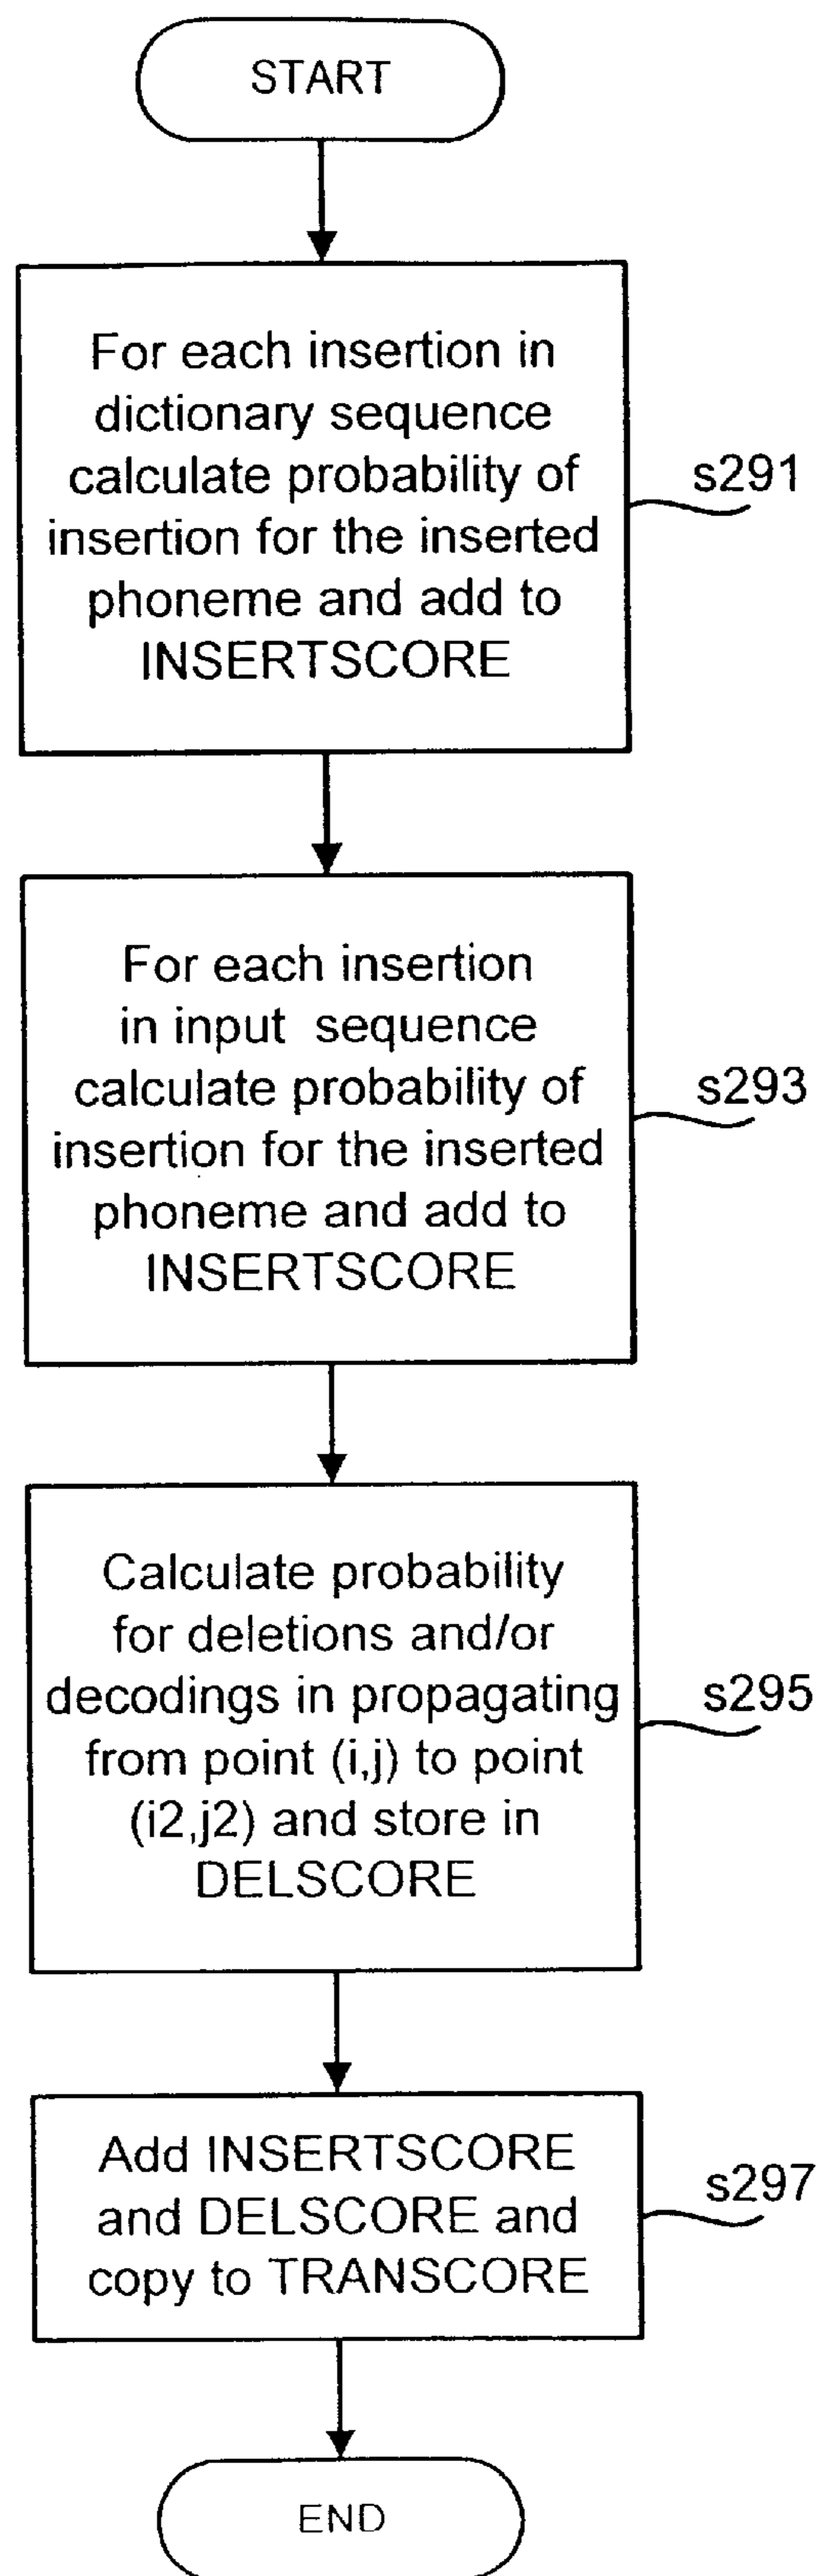 START
For each insertion in
dictionary sequence
calculate probability of
insertion for the inserted
phoneme and add to
INSERTSCORE
s291
For each insertion
in input sequence
calculate probability of
insertion for the inserted
phoneme and add to
INSERTSCORE
s293
Calculate probability
for deletions and/or
decodings in propagating
from point (i,j) to point
(i2,j2) and store in
DELSCORE
s295
Add INSERTSCORE
and DELSCORE and
copy to TRANSCORE
s297
END